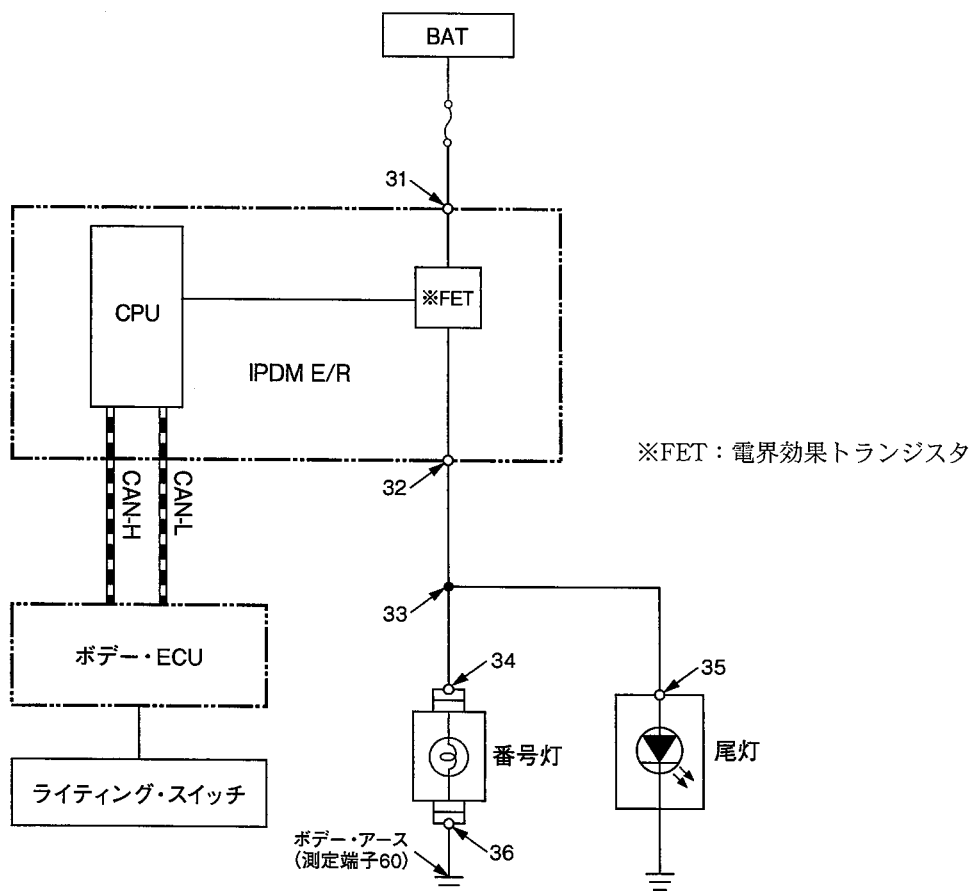 BAT
31
※FET
CPU
IPDM E/R
※FET：電界効果トランジスタ
32
CAN-H
CAN-L
33
ボデー・ECU
34
35
番号灯
尾灯
ライティング・スイッチ
ボデー・アース
(測定端子60)
36